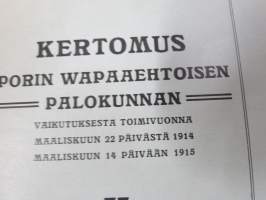 KERTOMUS
PORIN WAPAAEHTOISEN
PALOKUNNAN
VAIKUTUKSESTA TOIMIVUONNA
MAALISKUUN 22 PÄIVÄSTÄ 1914
MAALISKUUN 14 PÄIVÄÄN 1915